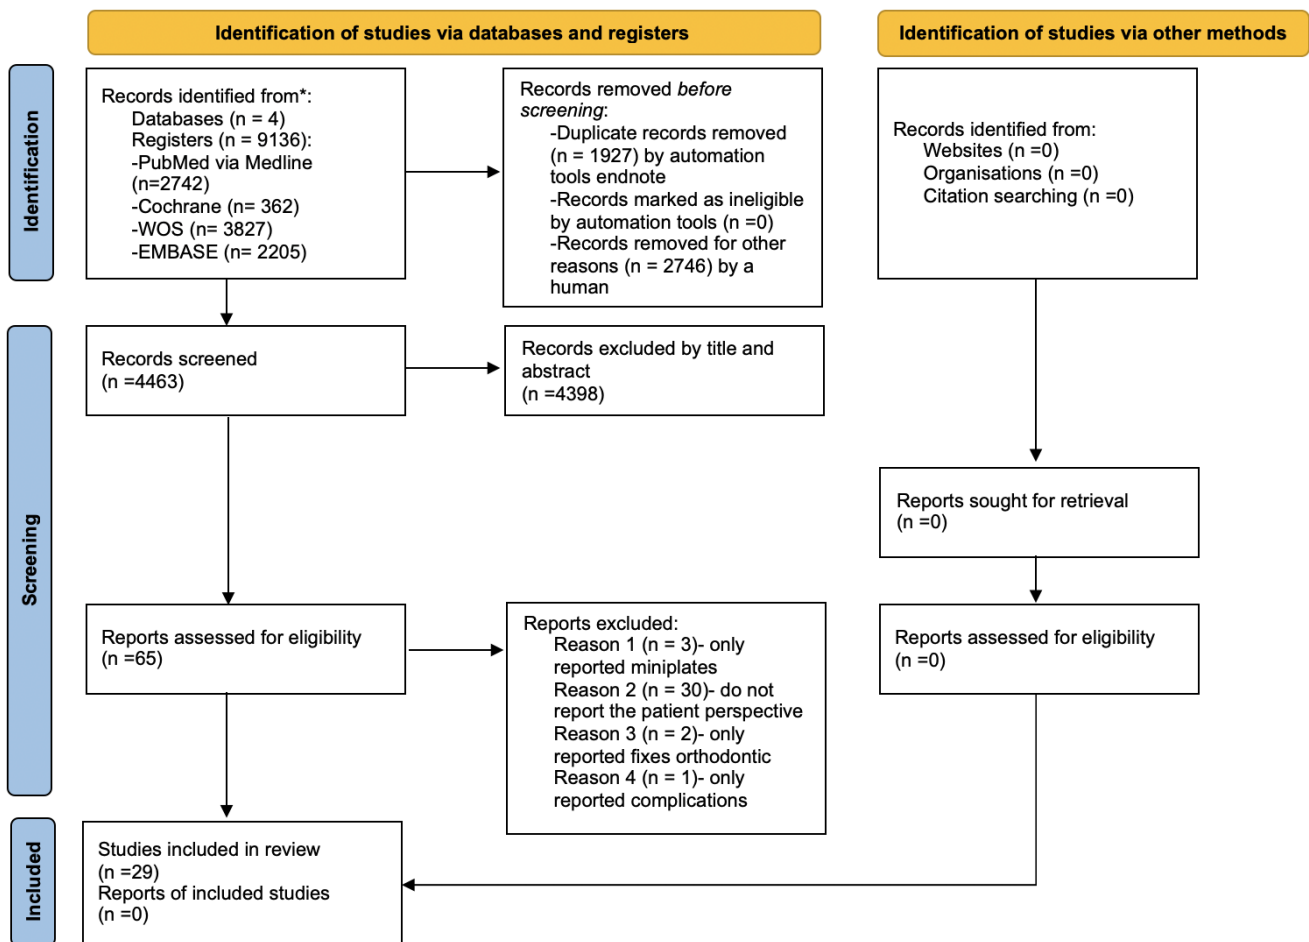 Identification of studies via databases and registers
Identification of studies via other methods
Identification
Records identified from*:
Databases (n = 4)
Registers (n = 9136):
-PubMed via Medline
(n=2742)
-Cochrane (n= 362)
-WOS (n= 3827)
-EMBASE (n= 2205)
Records removed before
screening:
-Duplicate records removed
(n = 1927) by automation
tools endnote
-Records marked as ineligible
by automation tools (n =0)
-Records removed for other
reasons (n = 2746) by a
human
Records identified from:
Websites (n =0)
Organisations (n =0)
Citation searching (n =0)
Screening
Records screened
(n =4463)
Records excluded by title and
abstract
(n =4398)
Reports sought for retrieval
(n =0)
Reports assessed for eligibility
(n =65)
Reports excluded:
Reason 1 (n = 3)- only
reported miniplates
Reason 2 (n = 30)- do not
report the patient perspective
Reason 3 (n = 2)- only
reported fixes orthodontic
Reason 4 (n = 1)- only
reported complications
Reports assessed for eligibility
(n =0)
Included
Studies included in review
(n =29)
Reports of included studies
(n =0)